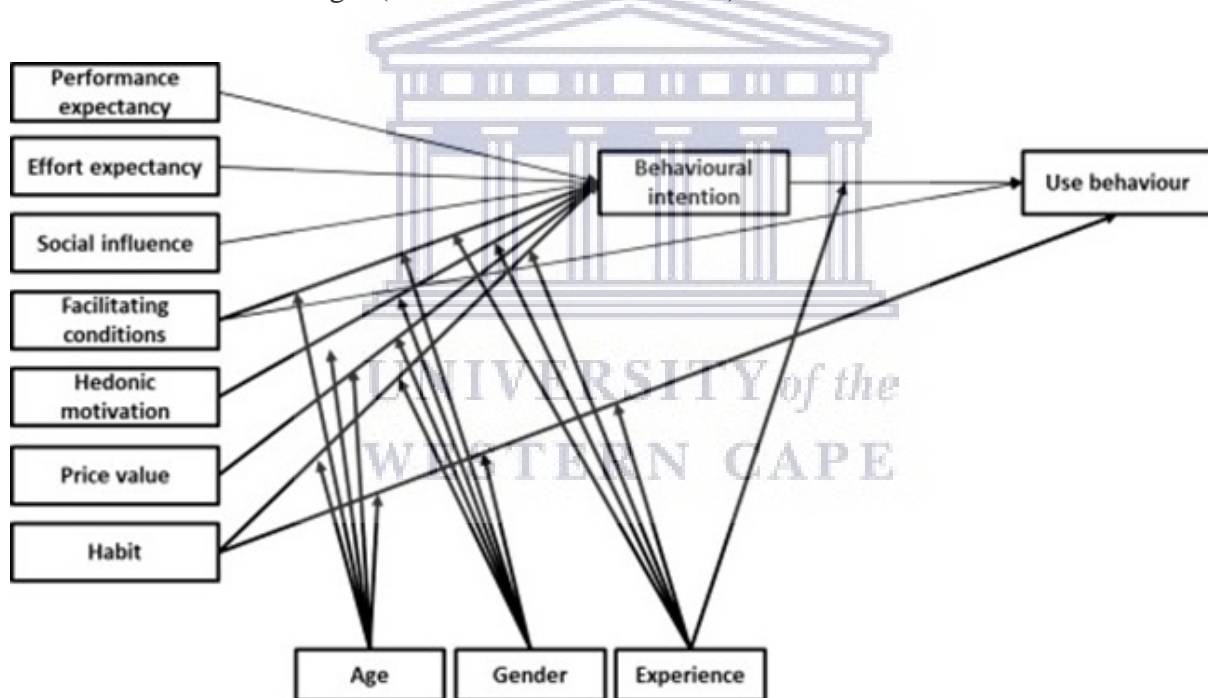 Performance
expectancy
Effort expectancy
Social influence
Facilitating
conditions
Hedonic
motivation
Price value
Habit
Behavioural
intention
Use behaviour
UNIVERSITY of the
WESTERN CAPE
Age
Gender
Experience